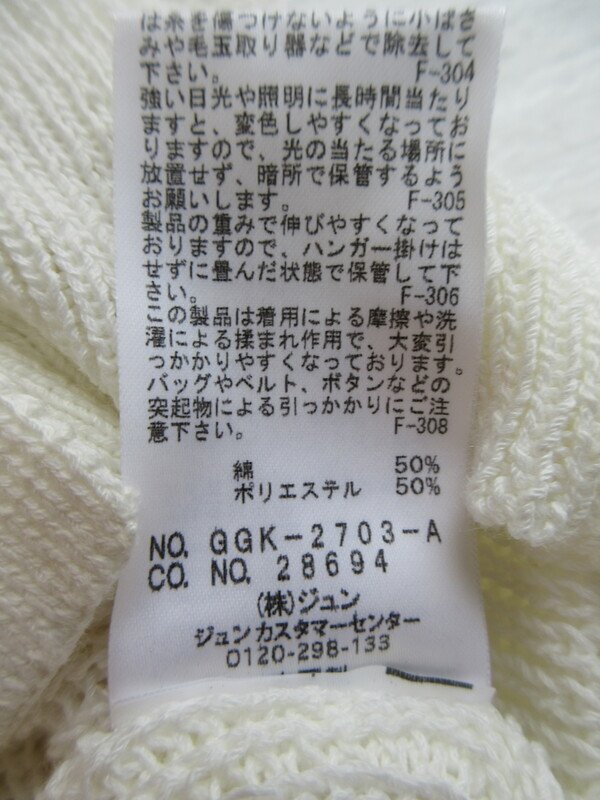 は糸を傷つけないように小ばさ
みや毛玉取り器などで除去して
下さい。 F-304
強い日光や照明に長時間当たり
ますと、変色しやすくなってお
りますので、光の当たる場所に
放置せず、暗所で保管するよう
お願いします。 F-305
製品の重みで伸びやすくなって
おりますので、ハンガー掛けは
せずに畳んだ状態で保管して下
さい。 F-306
この製品は着用による摩擦や洗
濯による揉まれ作用で、大変引
っかかりやすくなっております。
バッグやベルト、ボタンなどの
突起物による引っかかりにご注
意下さい。 F-308
綿 50%
ポリエステル 50%
NO. GGK-2703-A
CO. NO. 28694
(株)ジュン
ジュンカスタマーセンター
0120-298-133